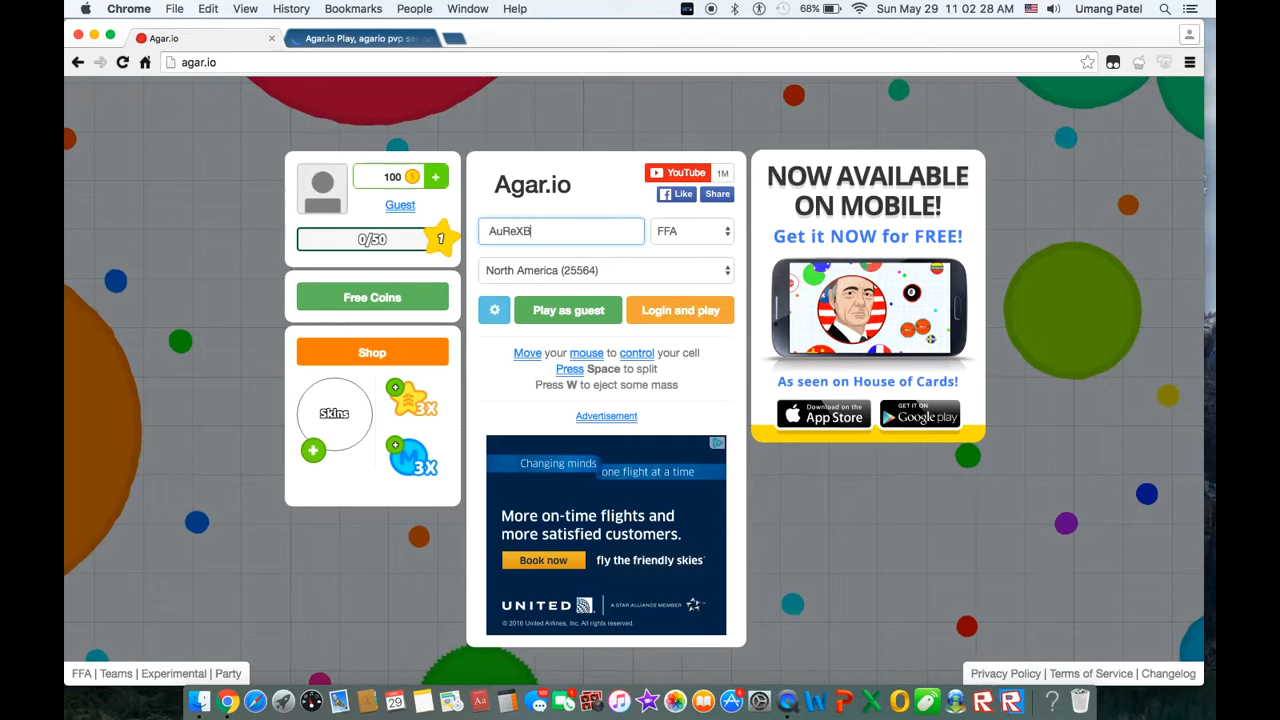 Chrome File Edit View History Bookmarks People Window Help 68% Sun May 29 11 02 28 AM Umang Patel
Agar.io
Agar.io Play, agario pvp
agar.io
100
Guest
0/50 1
Free Coins
Shop
Skins
3X
M 3X
Agar.io
YouTube 1M
Like Share
AuReXB
FFA
North America (25564)
Play as guest
Login and play
Move your mouse to control your cell
Press Space to split
Press W to eject some mass
Advertisement
Changing minds one flight at a time
More on-time flights and
more satisfied customers.
Book now
fly the friendly skies
UNITED
A STAR ALLIANCE MEMBER
© 2016 United Airlines, Inc. All rights reserved.
NOW AVAILABLE
ON MOBILE!
Get it NOW for FREE!
As seen on House of Cards!
Download on the
App Store
GET IT ON
Google play
FFA | Teams | Experimental | Party
Privacy Policy | Terms of Service | Changelog